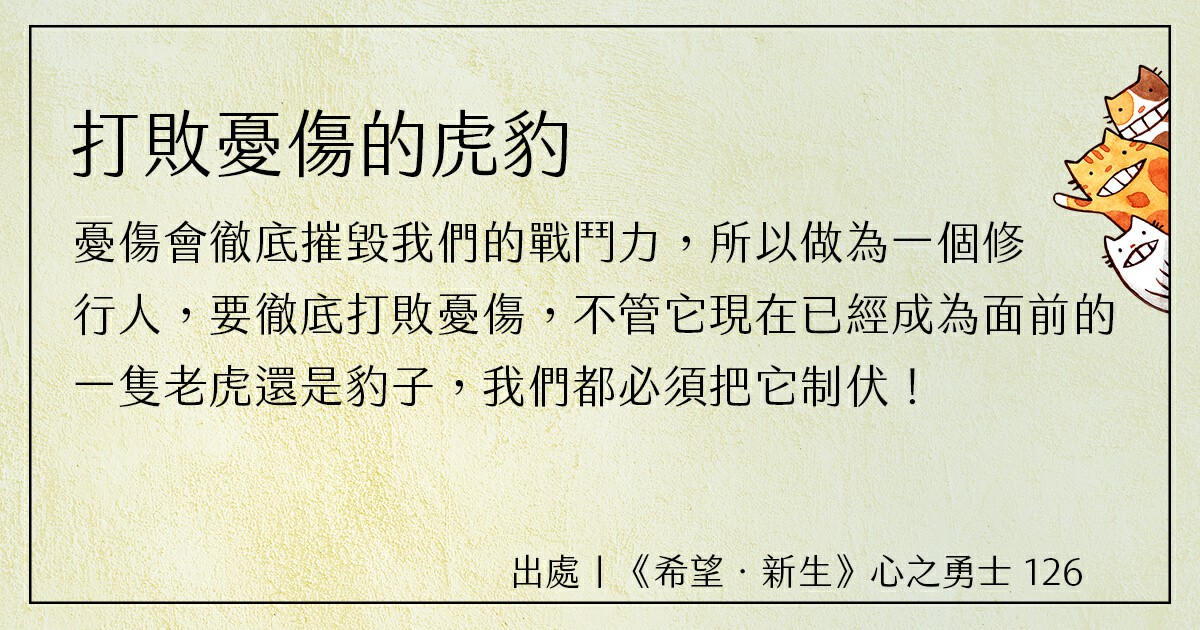 打敗憂傷的虎豹
憂傷會徹底摧毀我們的戰鬥力，所以做為一個修
行人，要徹底打敗憂傷，不管它現在已經成為面前的
一隻老虎還是豹子，我們都必須把它制伏！
出處｜《希望．新生》心之勇士 126